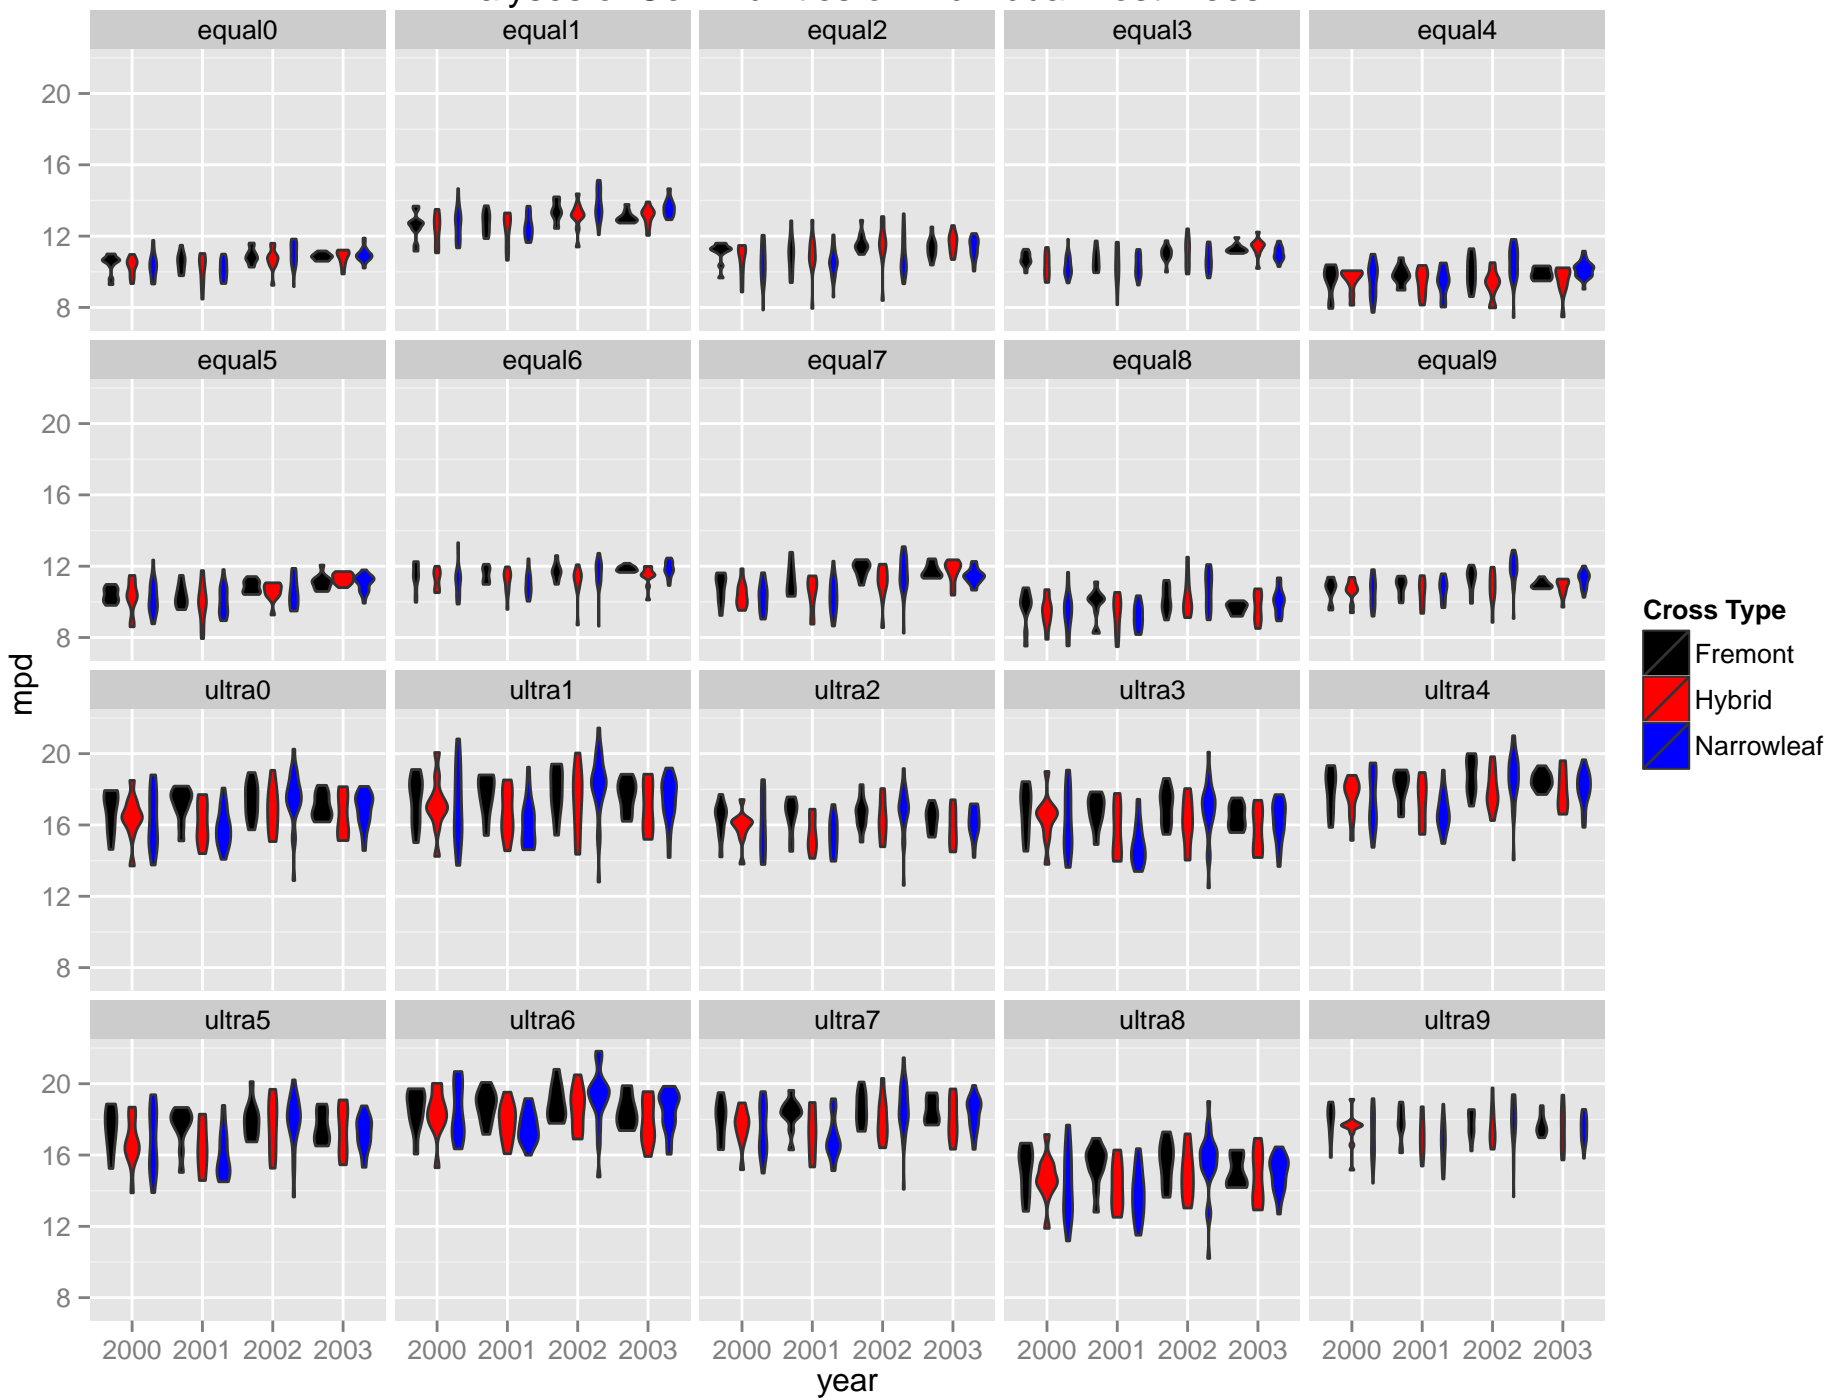 equal0 equal1 equal2 equal3 equal4
20
16
12
8
equal5 equal6 equal7 equal8 equal9
20
16
12
8
mpd
ultra0 ultra1 ultra2 ultra3 ultra4
20
16
12
8
ultra5 ultra6 ultra7 ultra8 ultra9
20
16
12
8
2000 2001 2002 2003 2000 2001 2002 2003 2000 2001 2002 2003 2000 2001 2002 2003 2000 2001 2002 2003
year
Cross Type
Fremont
Hybrid
Narrowleaf